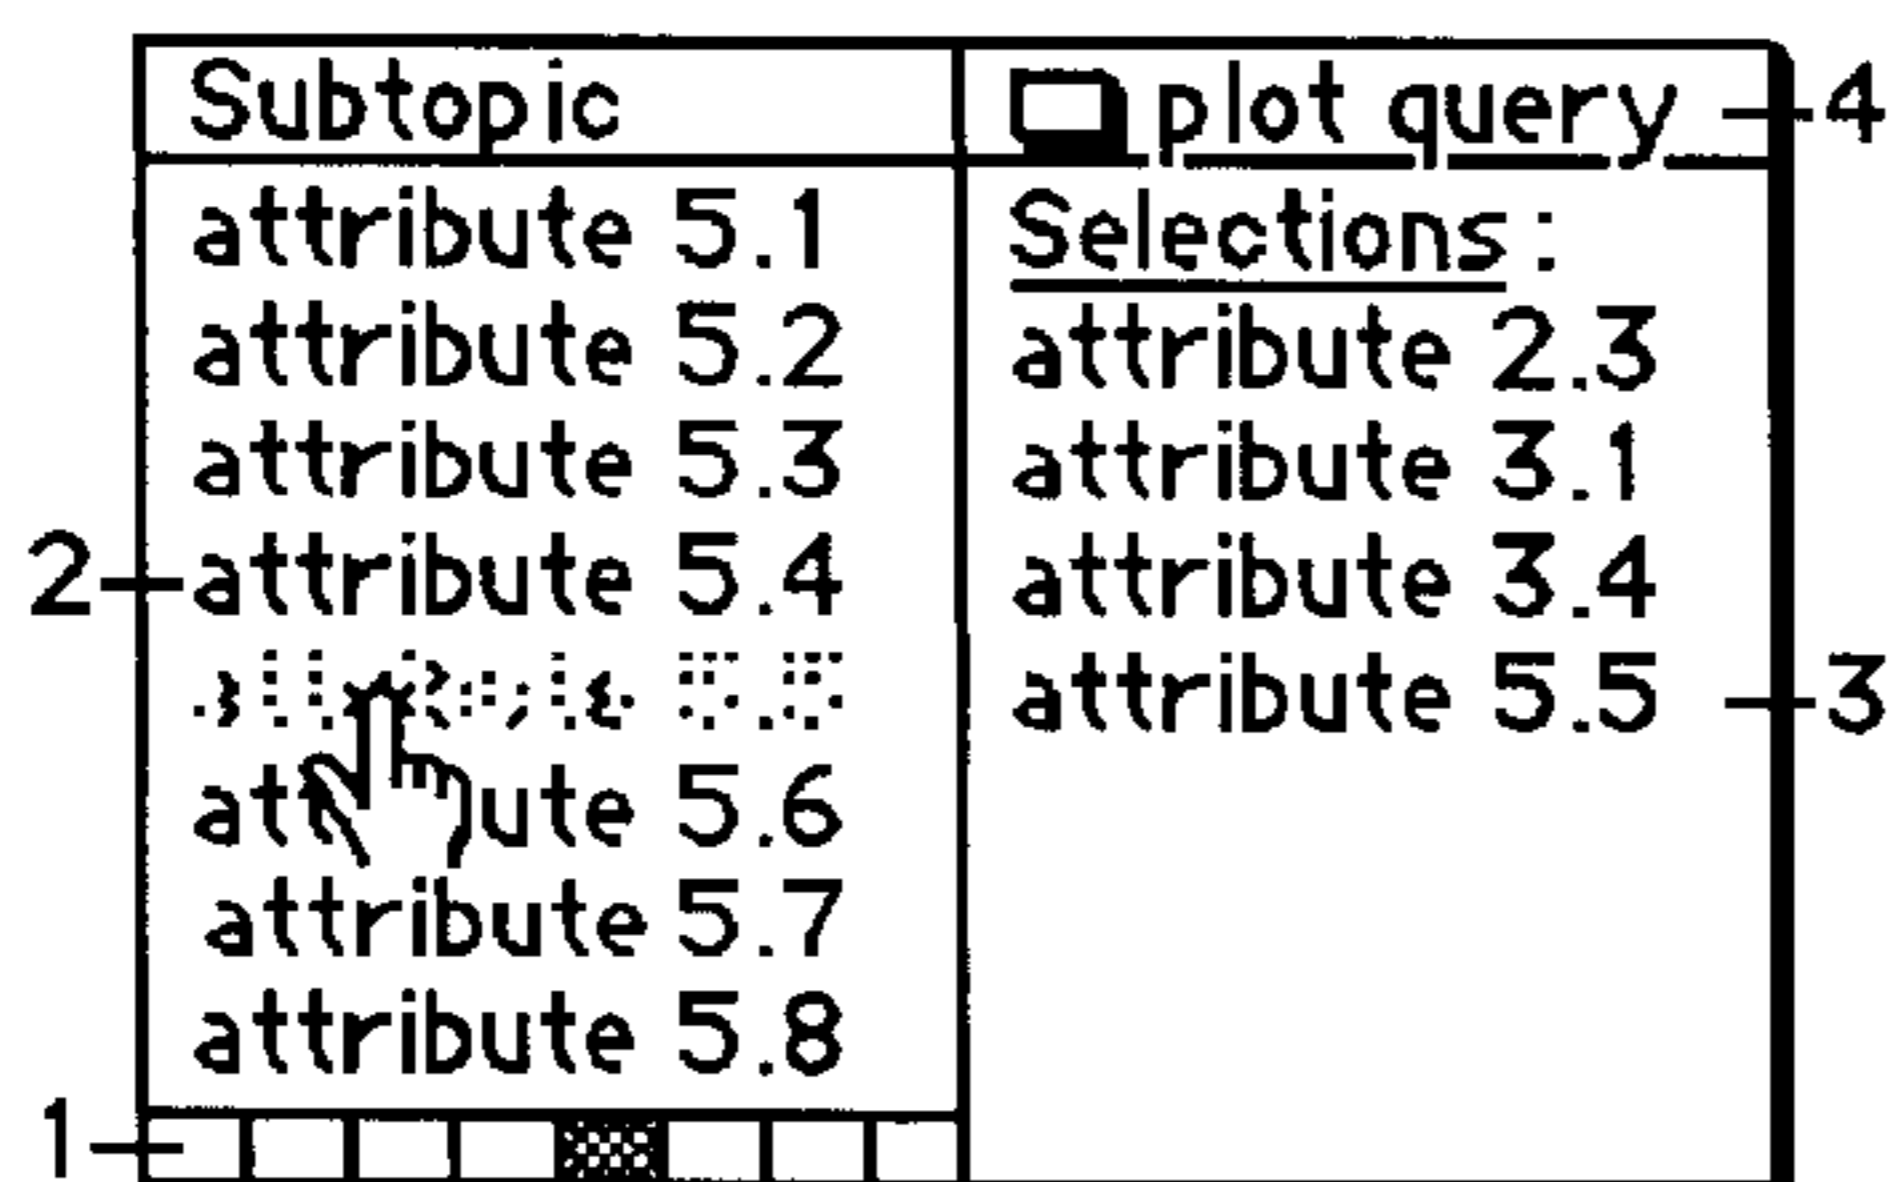 Subtopic
plot query
4
attribute 5.1
attribute 5.2
attribute 5.3
2
attribute 5.4
attribute 5.6
attribute 5.7
attribute 5.8
1
Selections:
attribute 2.3
attribute 3.1
attribute 3.4
attribute 5.5
3